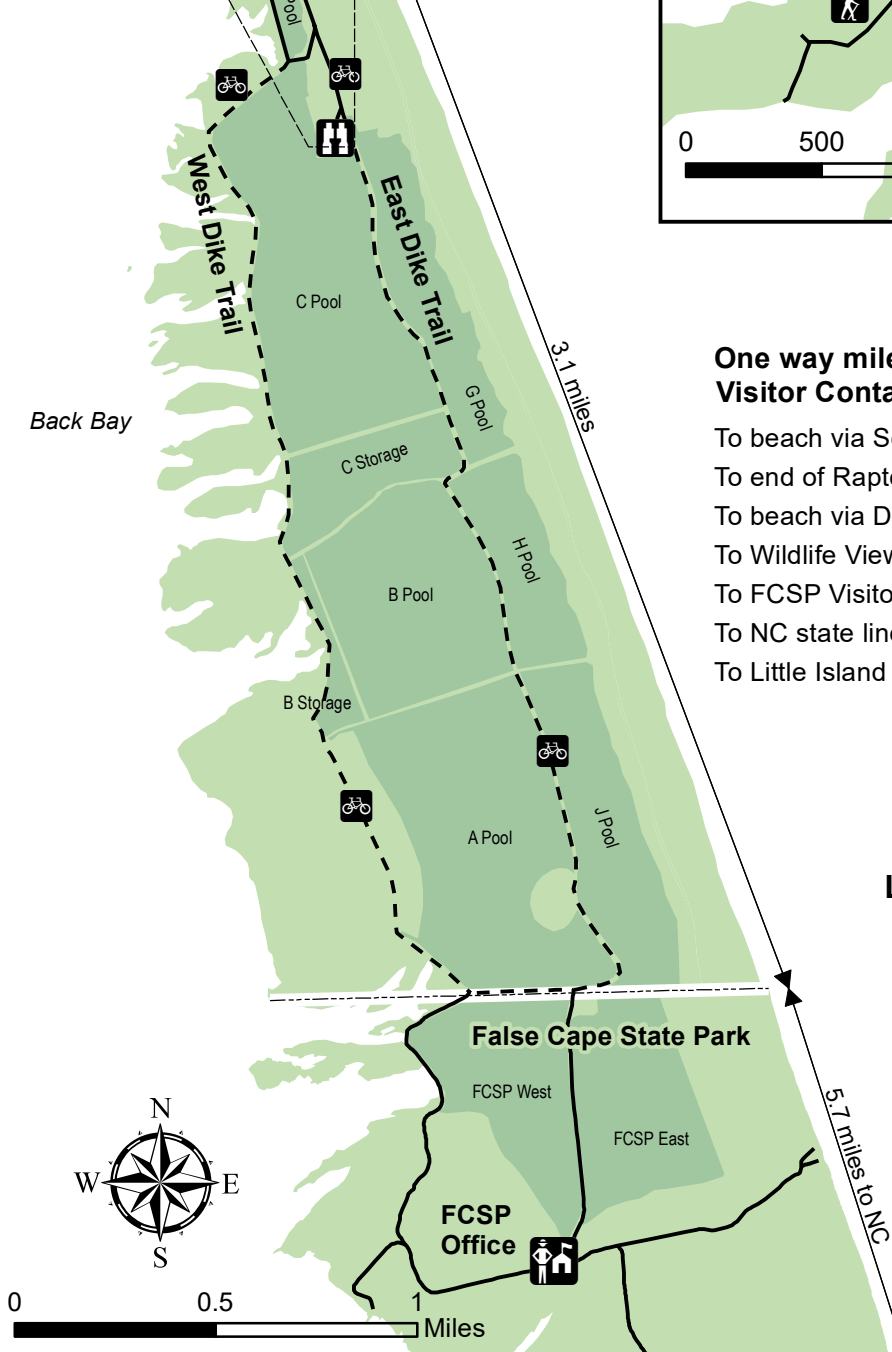 Pool
0 500
West Dike Trail
East Dike Trail
C Pool
3.1 miles
One way mile
Visitor Conta
G Pool
Back Bay
To beach via S
C Storage
To end of Rapt
To beach via D
H Pool
To Wildlife View
B Pool
To FCSP Visito
To NC state line
To Little Island
B Storage
A Pool
J Pool
L
False Cape State Park
FCSP West
5.7 miles to NC
N
FCSP East
W E
S
FCSP
Office
0 0.5 1
Miles